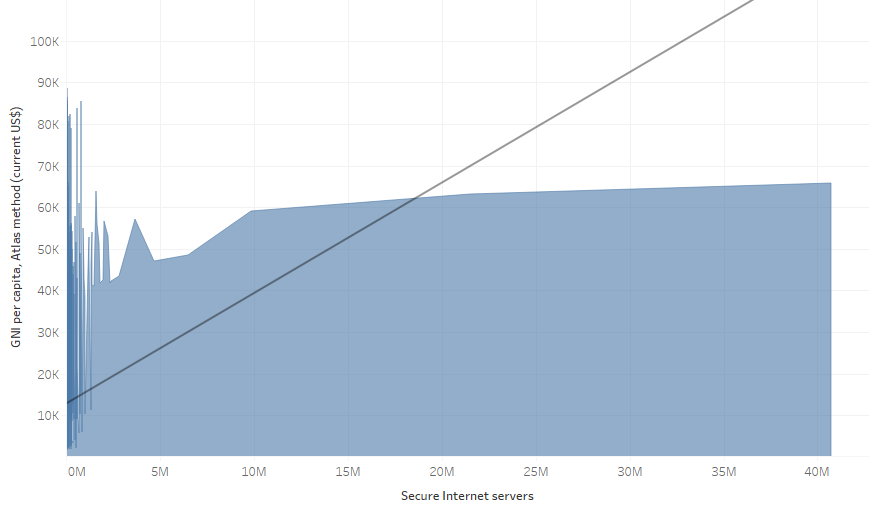 100K
90K
80K
70K
60K
50K
40K
30K
20K
10K
GNI per capita, Atlas method (current US$)
0M 5M 10M 15M 20M 25M 30M 35M 40M
Secure Internet servers